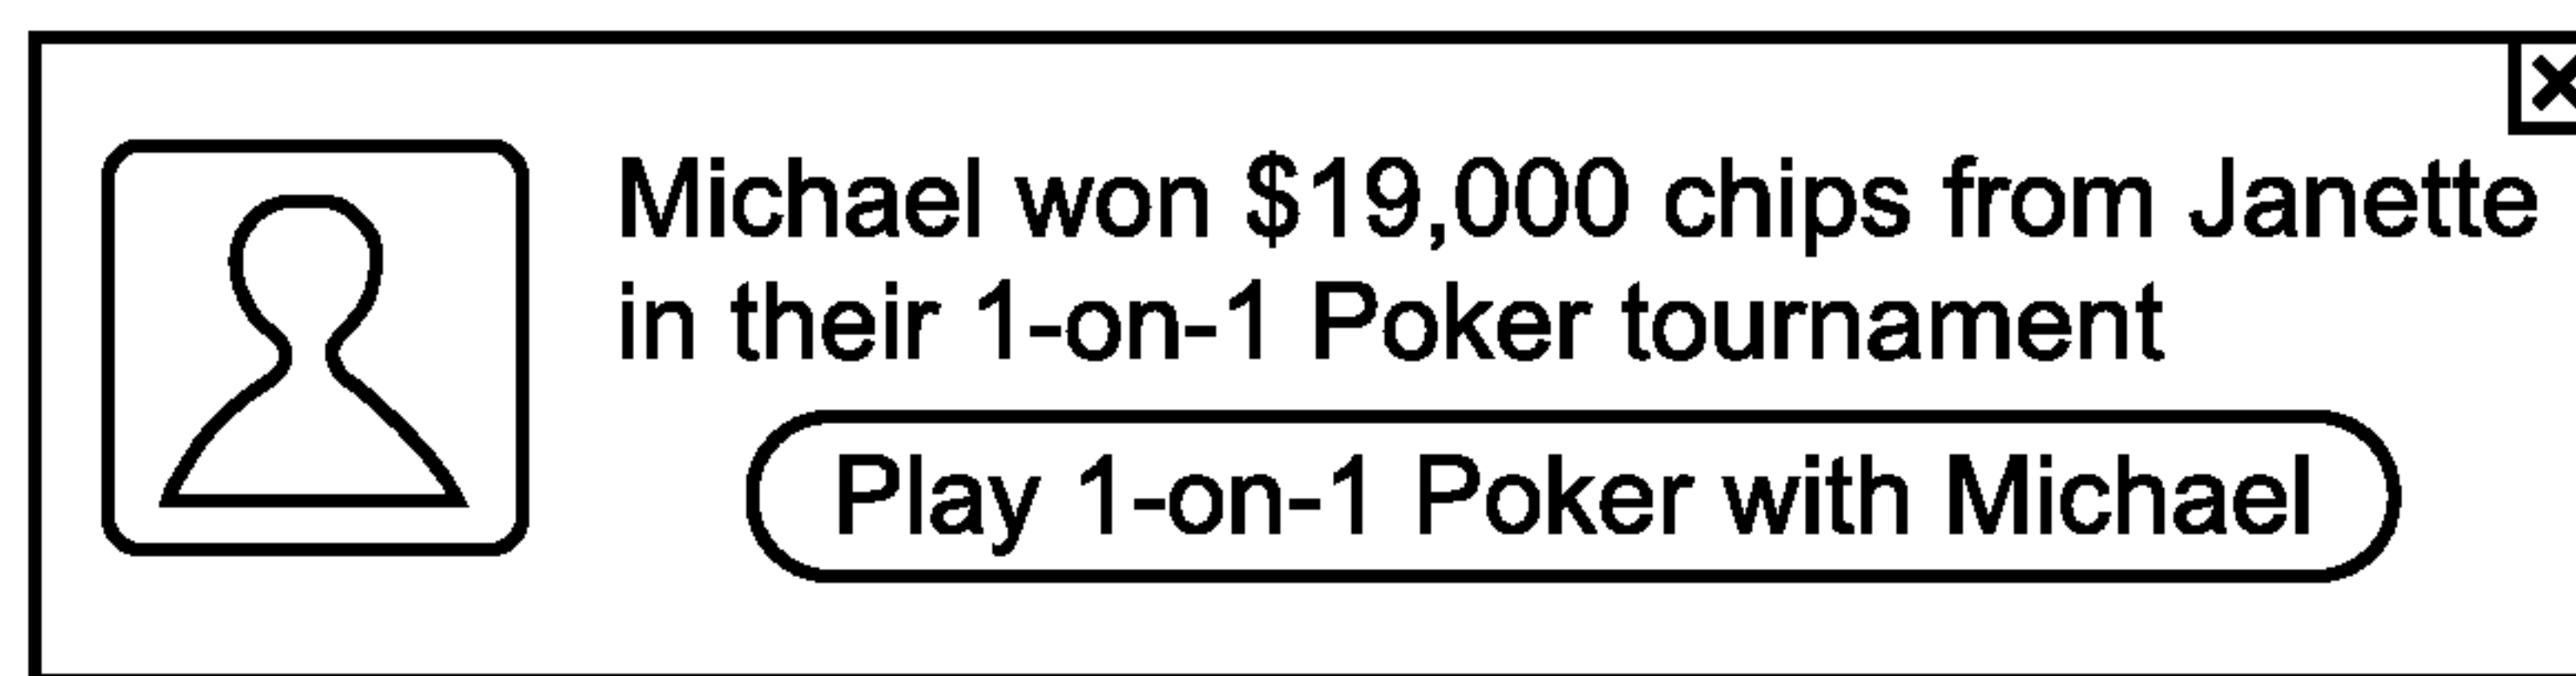 Michael won $19,000 chips from Janette
in their 1-on-1 Poker tournament
Play 1-on-1 Poker with Michael